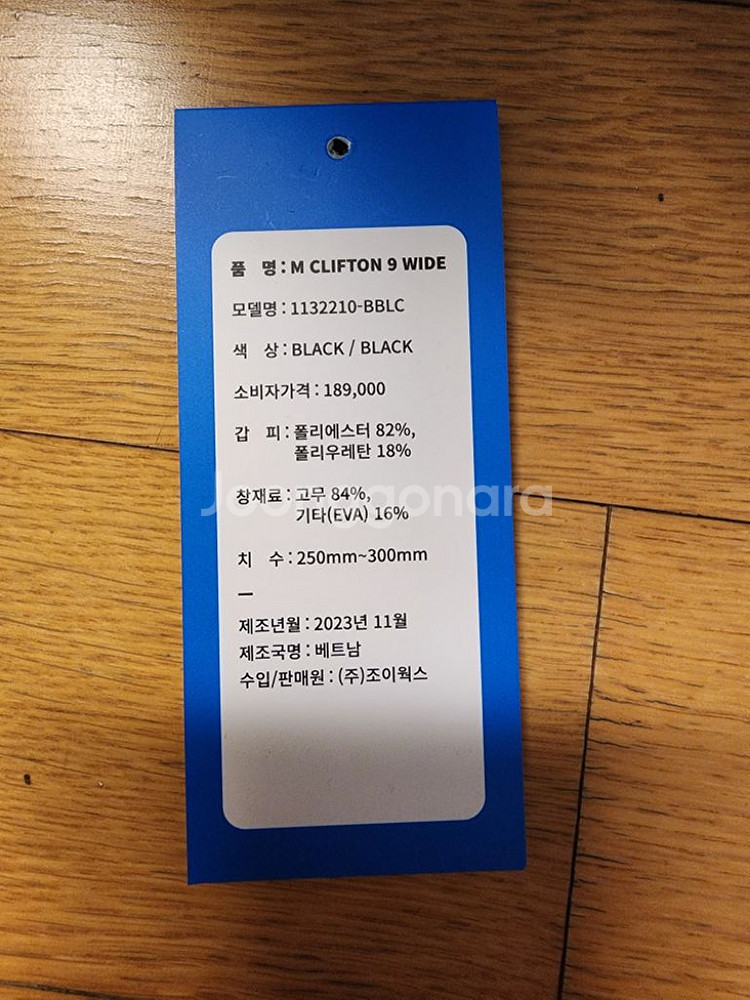 품 명 : M CLIFTON 9 WIDE
모델명 : 1132210-BBLC
색 상 : BLACK / BLACK
소비자가격 : 189,000
갑 피 : 폴리에스터 82%,
폴리우레탄 18%
창재료 : 고무 84%,
기타(EVA) 16%
Joonggonara
치 수 : 250mm~300mm
제조년월 : 2023년 11월
제조국명 : 베트남
수입/판매원 : (주)조이웍스